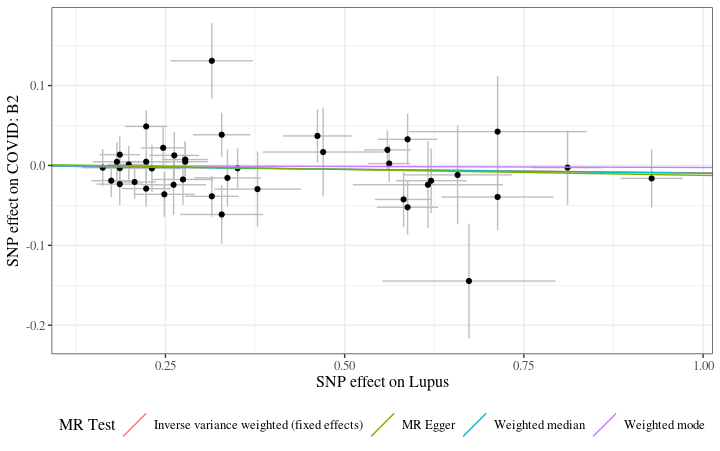 SNP effect on COVID: B2
0.1
0.0
-0.1
-0.2
0.25
0.50
0.75
1.00
SNP effect on Lupus
MR Test
Inverse variance weighted (fixed effects)
MR Egger
Weighted median
Weighted mode